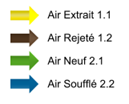 Air Extrait 1.1
Air Rejeté 1.2
Air Neuf 2.1
Air Soufflé 2.2